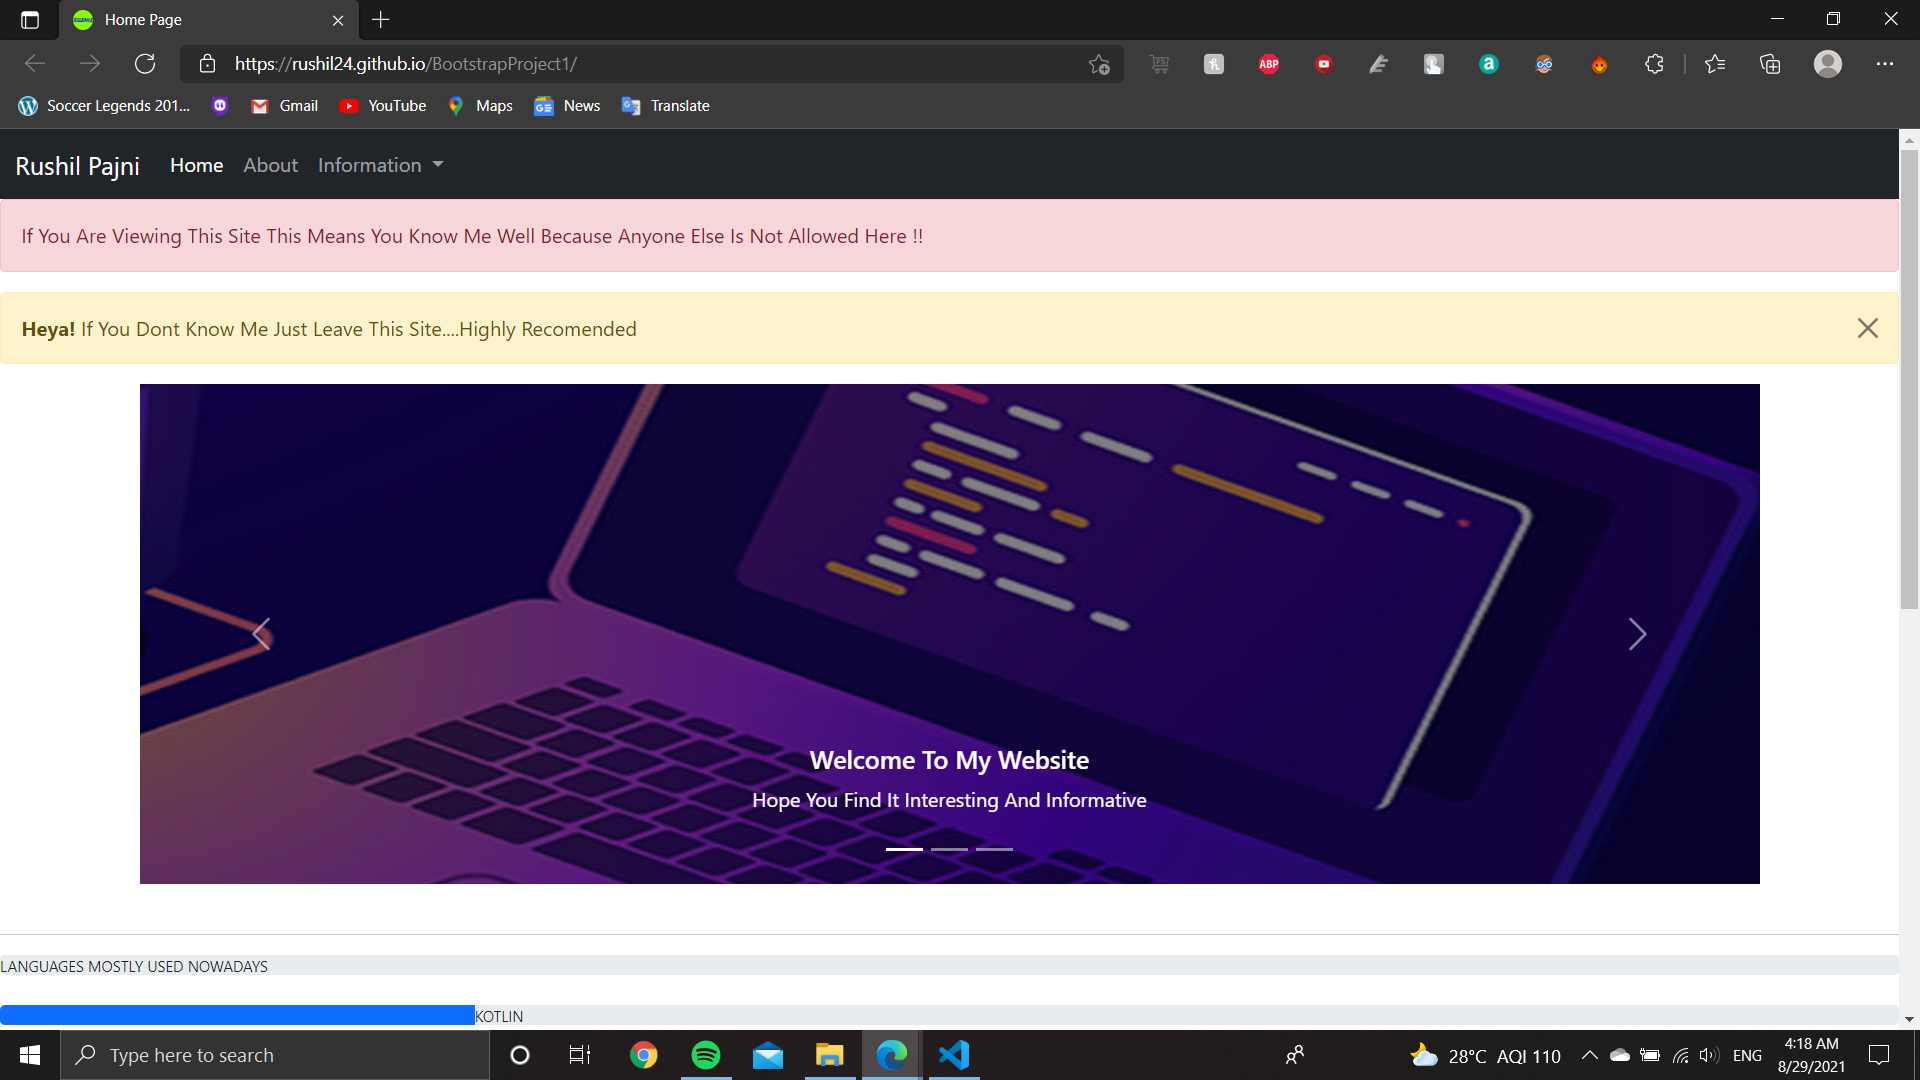 Home Page
https://rushil24.github.io/BootstrapProject1/
Soccer Legends 201... Gmail YouTube Maps News Translate
Rushil Pajni Home About Information
If You Are Viewing This Site This Means You Know Me Well Because Anyone Else Is Not Allowed Here !!
Heya! If You Dont Know Me Just Leave This Site....Highly Recomended
Welcome To My Website
Hope You Find It Interesting And Informative
LANGUAGES MOSTLY USED NOWADAYS
KOTLIN
Type here to search
28°C AQI 110 ENG
4:18 AM
8/29/2021
ABP